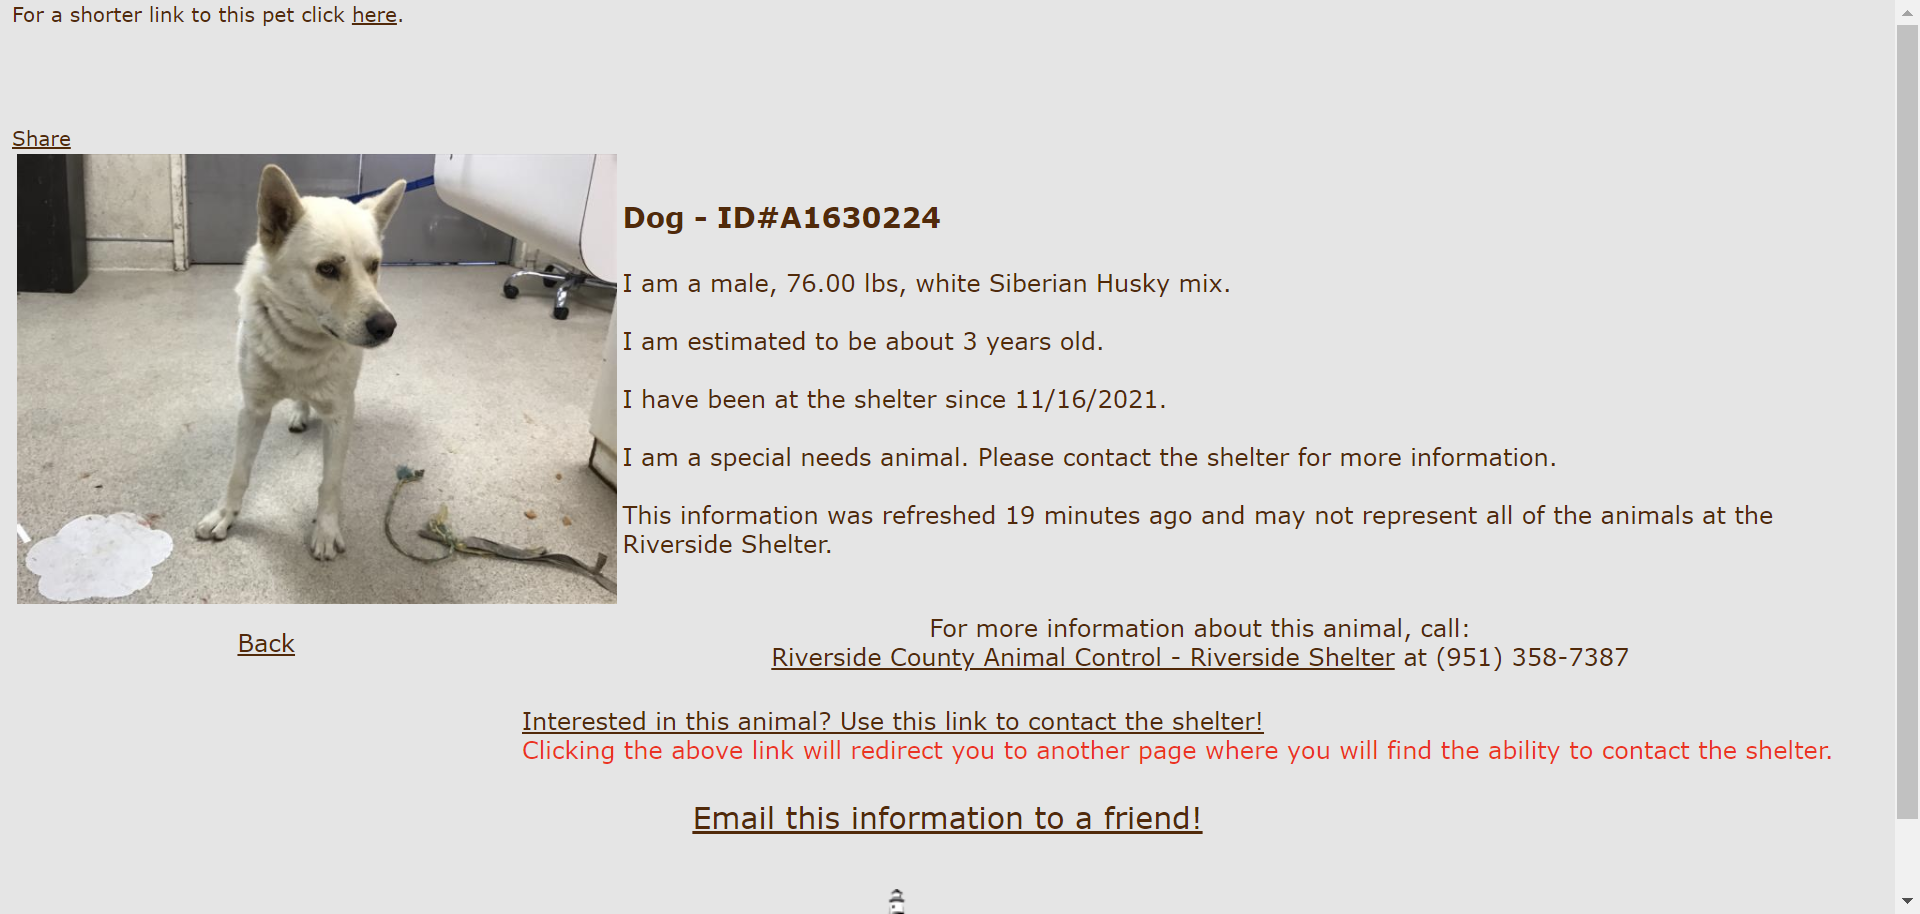 For a shorter link to this pet click here.
Share
Dog - ID#A1630224
I am a male, 76.00 lbs, white Siberian Husky mix.
I am estimated to be about 3 years old.
I have been at the shelter since 11/16/2021.
I am a special needs animal. Please contact the shelter for more information.
This information was refreshed 19 minutes ago and may not represent all of the animals at the
Riverside Shelter.
Back
For more information about this animal, call:
Riverside County Animal Control - Riverside Shelter at (951) 358-7387
Interested in this animal? Use this link to contact the shelter!
Clicking the above link will redirect you to another page where you will find the ability to contact the shelter.
Email this information to a friend!